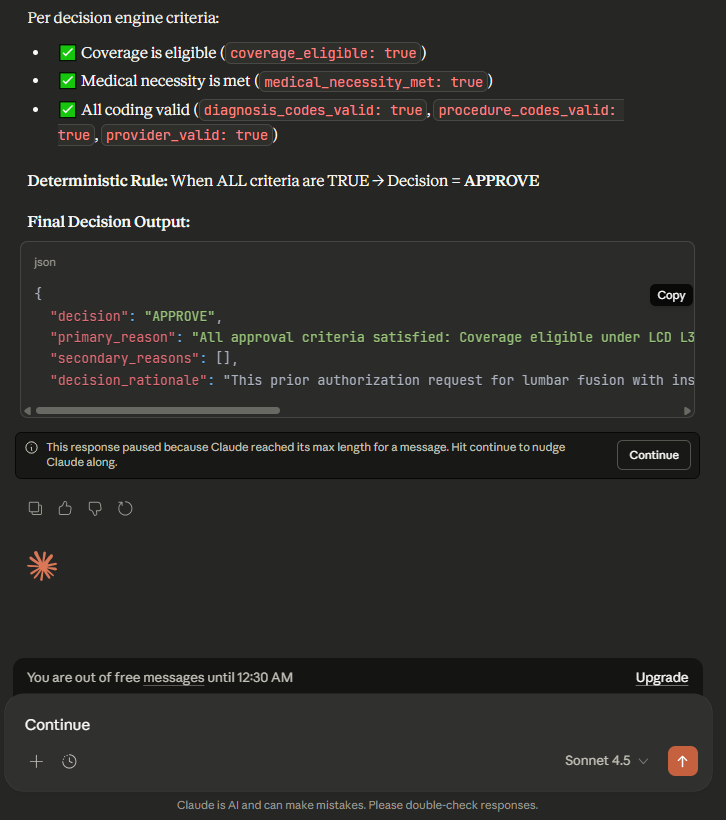 Per decision engine criteria:
• ✅ Coverage is eligible (coverage_eligible: true)
• ✅ Medical necessity is met (medical_necessity_met: true)
• ✅ All coding valid (diagnosis_codes_valid: true, procedure_codes_valid:
true, provider_valid: true)
Deterministic Rule: When ALL criteria are TRUE → Decision = APPROVE
Final Decision Output:
json
{
Copy
"decision": "APPROVE",
"primary_reason": "All approval criteria satisfied: Coverage eligible under LCD L3
"secondary_reasons": [],
"decision_rationale": "This prior authorization request for lumbar fusion with ins
This response paused because Claude reached its max length for a message. Hit continue to nudge
Claude along.
Continue
You are out of free messages until 12:30 AM
Upgrade
Continue
Sonnet 4.5
Claude is AI and can make mistakes. Please double-check responses.